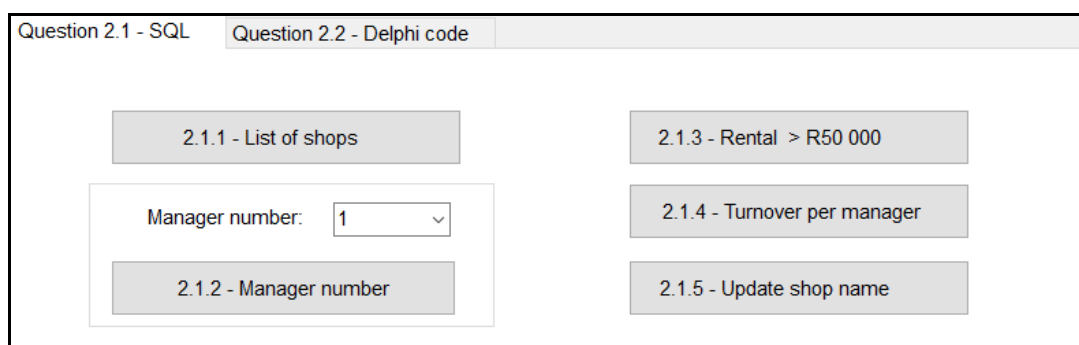 Question 2.1 - SQL
Question 2.2 - Delphi code
2.1.1 - List of shops
2.1.3 - Rental > R50 000
Manager number:
1
2.1.4 - Turnover per manager
2.1.2 - Manager number
2.1.5 - Update shop name